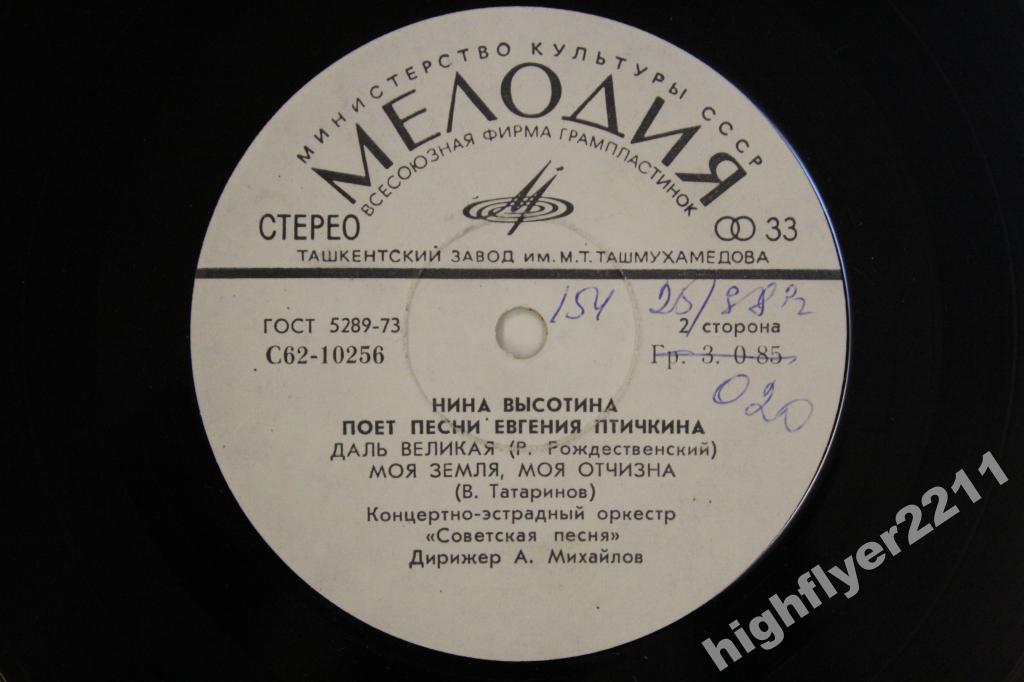 МИНИСТЕРСТВО КУЛЬТУРЫ СССР
МЕЛОДИЯ
ВСЕСОЮЗНАЯ ФИРМА ГРАМПЛАСТИНОК
СТЕРЕО 33
ТАШКЕНТСКИЙ ЗАВОД ИМ. М.Т. ТАШМУХАМЕДОВА
154
ГОСТ 5289-73 2 сторона
С62-10256 Гр. 3. 0-85
020
НИНА ВЫСОТИНА
ПОЕТ ПЕСНИ ЕВГЕНИЯ ПТИЧКИНА
ДАЛЬ ВЕЛИКАЯ (Р. Рождественский)
МОЯ ЗЕМЛЯ, МОЯ ОТЧИЗНА
(В. Татаринов)
Концертно-эстрадный оркестр
«Советская песня»
Дирижер А. Михайлов
highflyer2211